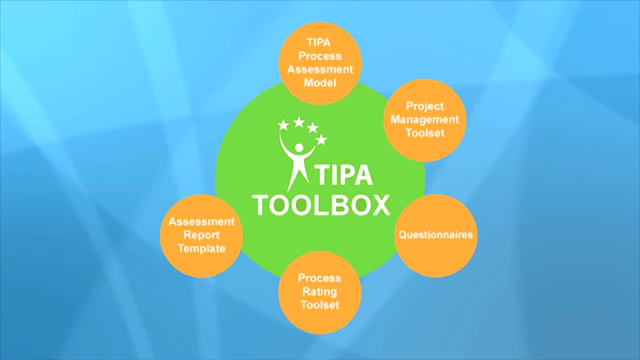 TIPA
Process
Assessment
Model
Project
Management
Toolset
TIPA
TOOLBOX
Assessment
Report
Template
Questionnaires
Process
Rating
Toolset